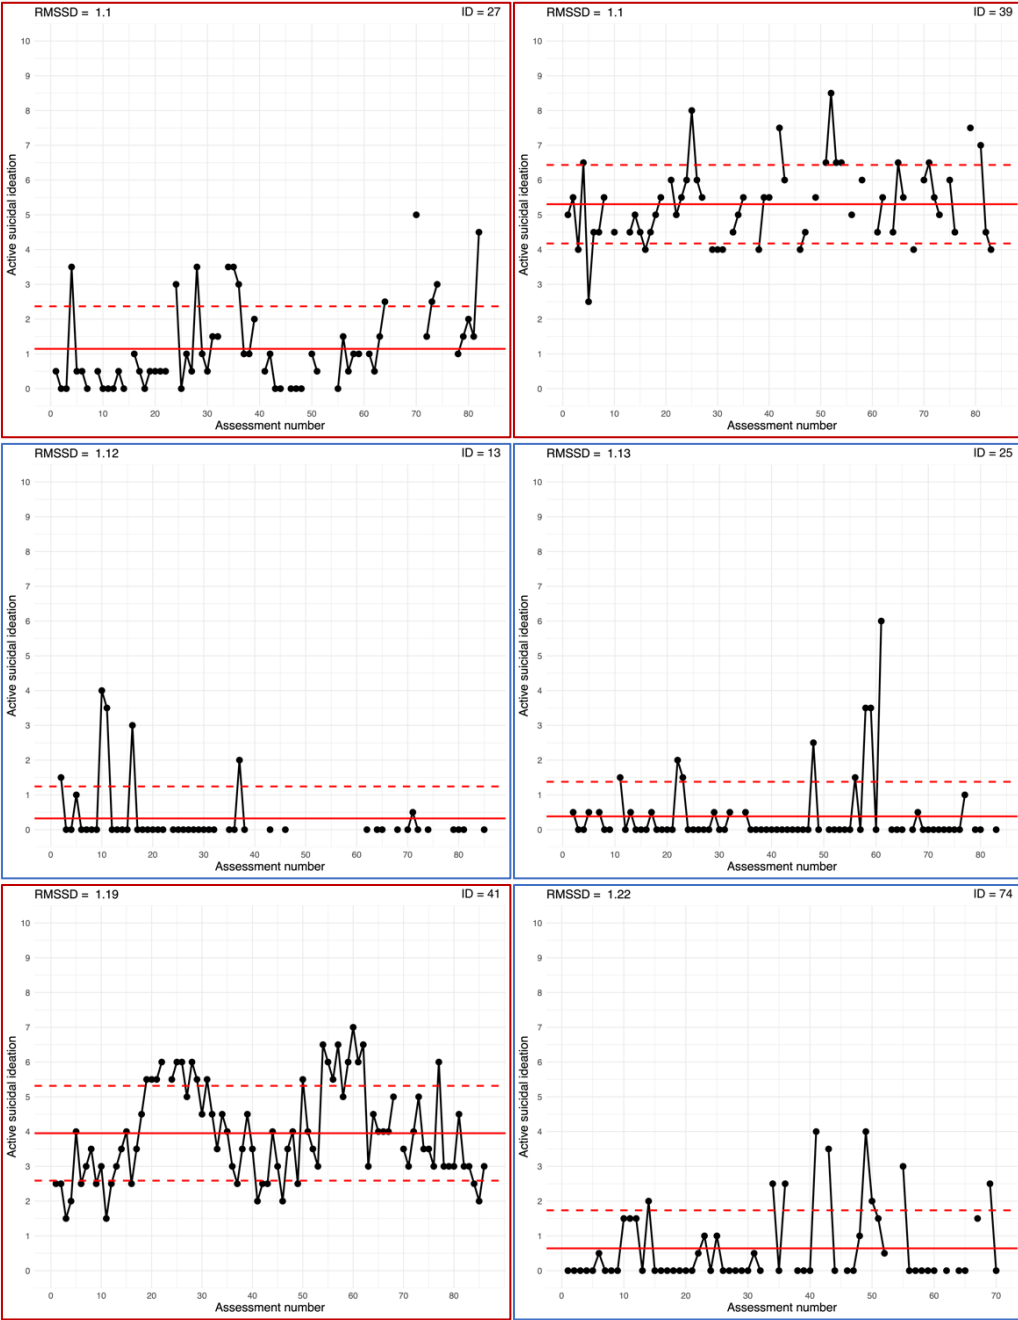 RMSSD = 1.1 ID = 27
10
9
8
7
6
5
4
3
2
1
0
Active suicidal ideation
0 10 20 30 40 50 60 70 80
Assessment number
RMSSD = 1.1 ID = 39
10
9
8
7
6
5
4
3
2
1
0
Active suicidal ideation
0 10 20 30 40 50 60 70 80
Assessment number
RMSSD = 1.12 ID = 13
10
9
8
7
6
5
4
3
2
1
0
Active suicidal ideation
0 10 20 30 40 50 60 70 80
Assessment number
RMSSD = 1.13 ID = 25
10
9
8
7
6
5
4
3
2
1
0
Active suicidal ideation
0 10 20 30 40 50 60 70 80
Assessment number
RMSSD = 1.19 ID = 41
10
9
8
7
6
5
4
3
2
1
0
Active suicidal ideation
0 10 20 30 40 50 60 70 80
Assessment number
RMSSD = 1.22 ID = 74
10
9
8
7
6
5
4
3
2
1
0
Active suicidal ideation
0 10 20 30 40 50 60 70
Assessment number